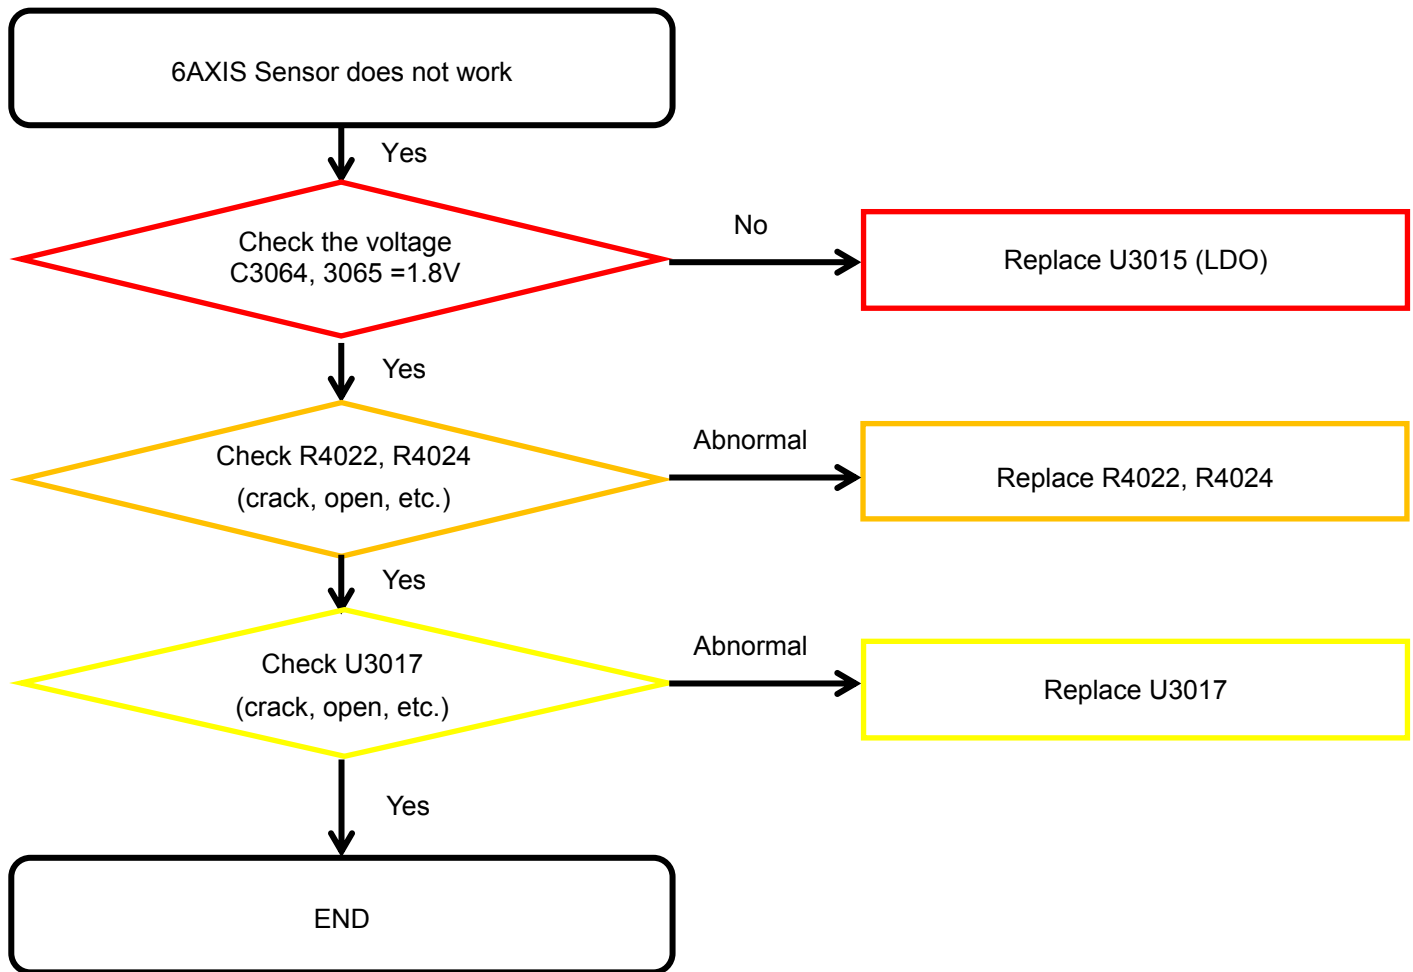 6AXIS Sensor does not work
Yes
Check the voltage
C3064, 3065 =1.8V
No
Replace U3015 (LDO)
Yes
Check R4022, R4024
(crack, open, etc.)
Abnormal
Replace R4022, R4024
Yes
Check U3017
(crack, open, etc.)
Abnormal
Replace U3017
Yes
END